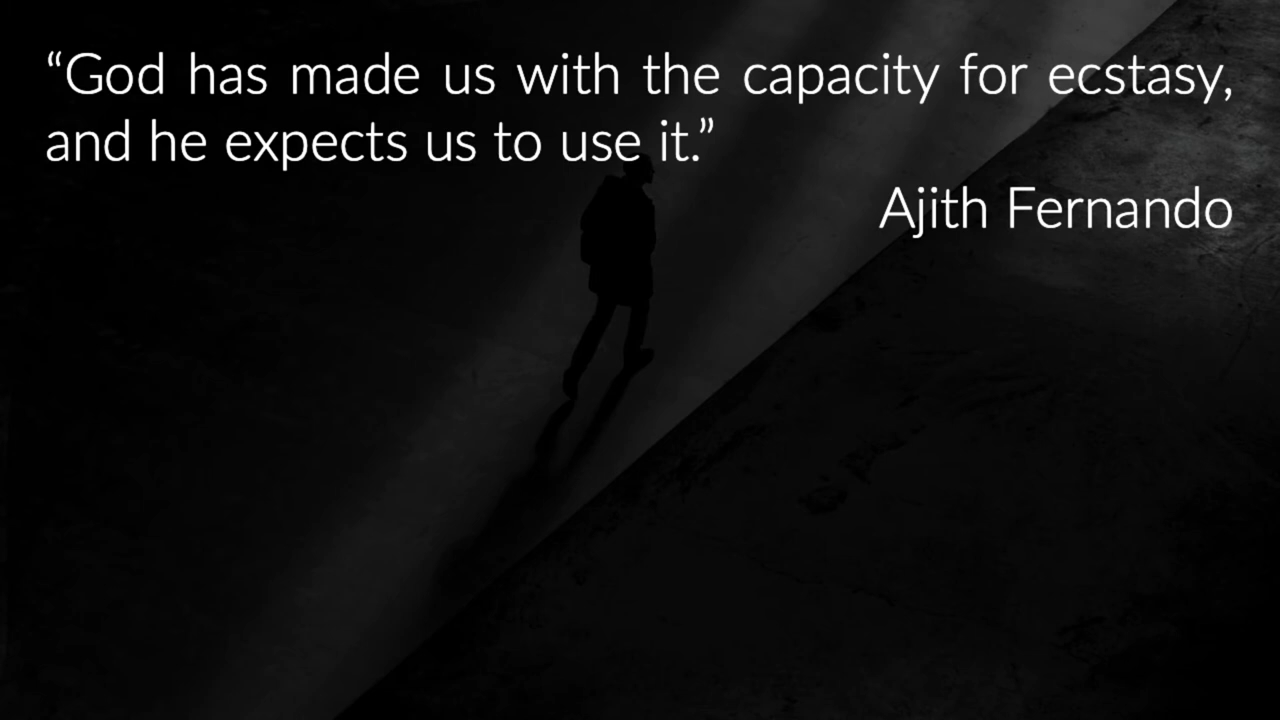 “God has made us with the capacity for ecstasy,
and he expects us to use it.”
Ajith Fernando